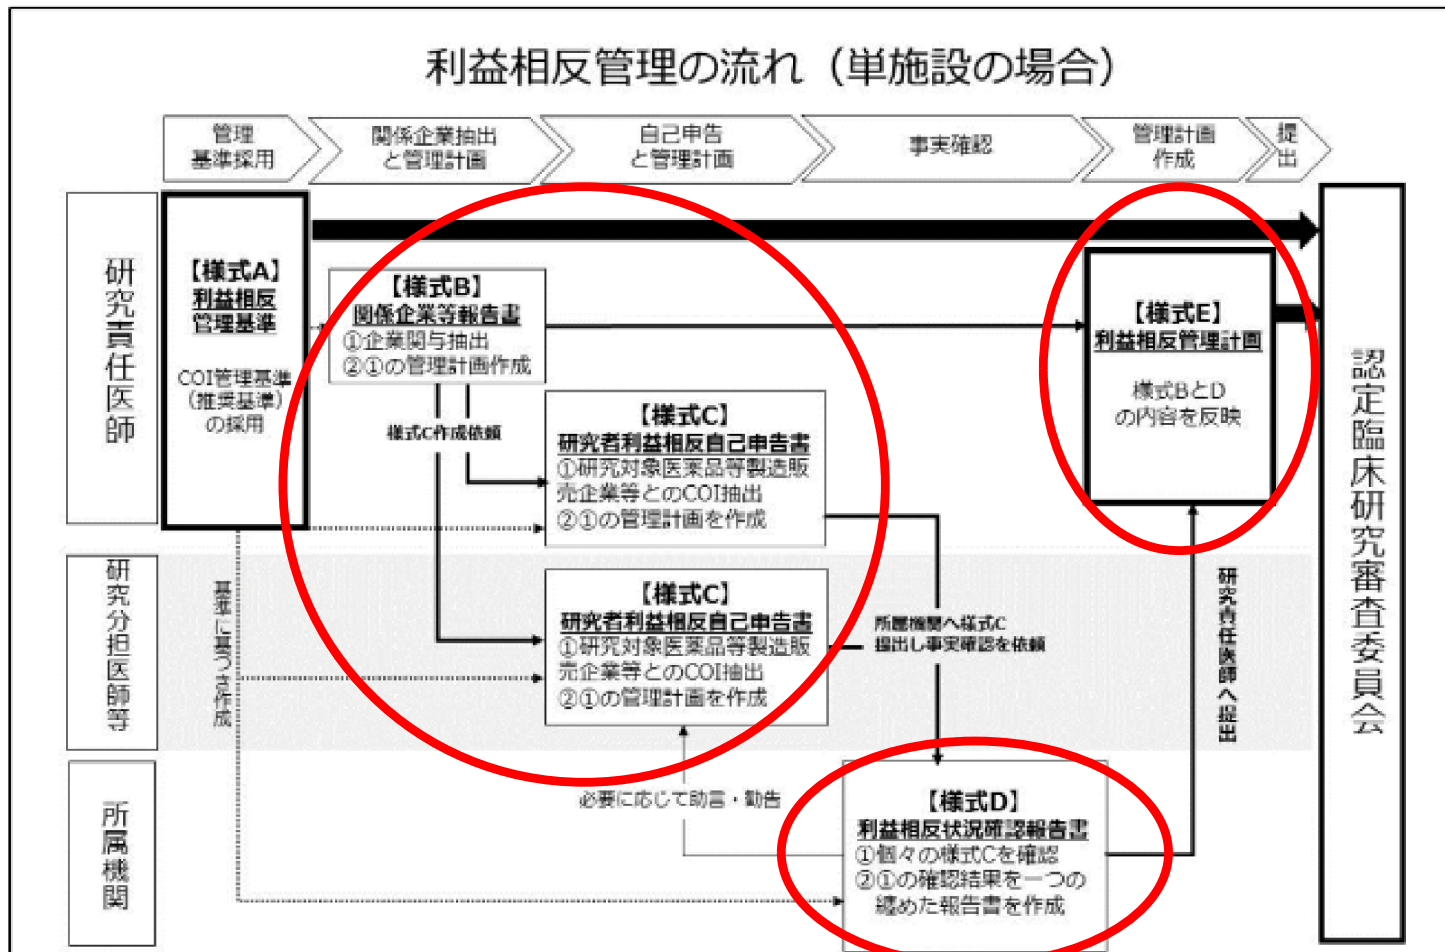 利益相反管理の流れ（単施設の場合）
管理
基準採用
関係企業抽出
と管理計画
自己申告
と管理計画
事実確認
管理計画
作成
提
出
研究責任医師
【様式A】
利益相反
管理基準
COI管理基準
（推奨基準）
の採用
【様式B】
関係企業等報告書
①企業関与抽出
②①の管理計画作成
様式C作成依頼
【様式C】
研究者利益相反自己申告書
①研究対象医薬品等製造販
売企業等とのCOI抽出
②①の管理計画を作成
【様式E】
利益相反管理計画
様式BとD
の内容を反映
認定臨床研究審査委員会
研究分担医師等
基準に基づき作成
【様式C】
研究者利益相反自己申告書
①研究対象医薬品等製造販
売企業等とのCOI抽出
②①の管理計画を作成
所属機関へ様式C
提出し事実確認を依頼
研究責任医師へ提出
所属機関
必要に応じて助言・勧告
【様式D】
利益相反状況確認報告書
①個々の様式Cを確認
②①の確認結果を一つの
纏めた報告書を作成